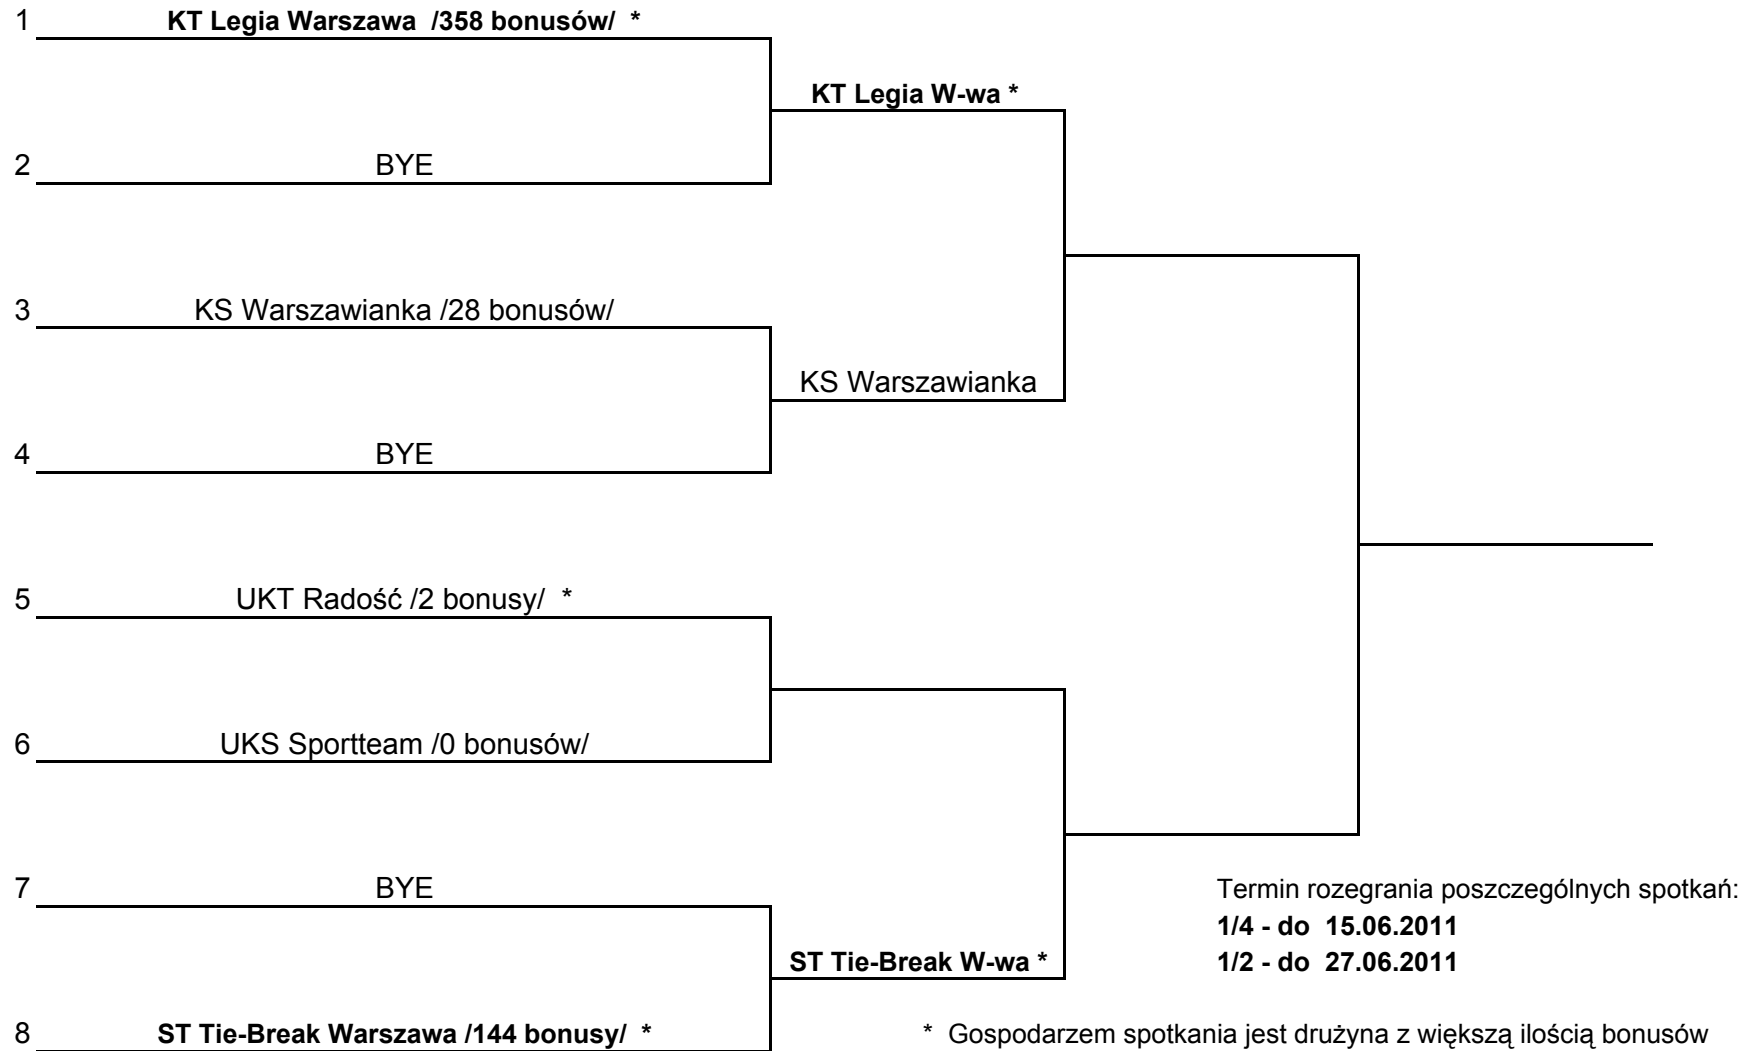 1 KT Legia Warszawa /358 bonusów/ *
KT Legia W-wa *
2 BYE
3 KS Warszawianka /28 bonusów/
KS Warszawianka
4 BYE
5 UKT Radość /2 bonusy/ *
6 UKS Sportteam /0 bonusów/
7 BYE
Termin rozegrania poszczególnych spotkań:
1/4 - do 15.06.2011
ST Tie-Break W-wa *
1/2 - do 27.06.2011
8 ST Tie-Break Warszawa /144 bonusy/ *
* Gospodarzem spotkania jest drużyna z większą ilością bonusów